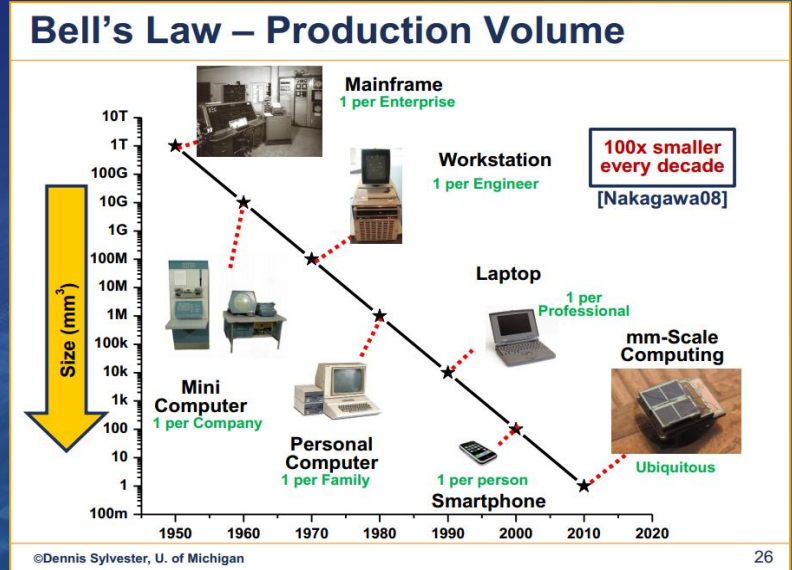 Bell's Law – Production Volume
Mainframe
1 per Enterprise
Workstation
1 per Engineer
100x smaller
every decade
[Nakagawa08]
10T
1T
100G
10G
1G
100M
10M
1M
100k
10k
1k
100
10
1
100m
Size (mm³)
Mini
Computer
1 per Company
Personal
Computer
1 per Family
Laptop
1 per
Professional
1 per person
Smartphone
mm-Scale
Computing
Ubiquitous
1950 1960 1970 1980 1990 2000 2010 2020
©Dennis Sylvester, U. of Michigan
26